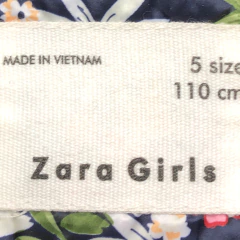 MADE IN VIETNAM
5 size
110 cm
Zara Girls